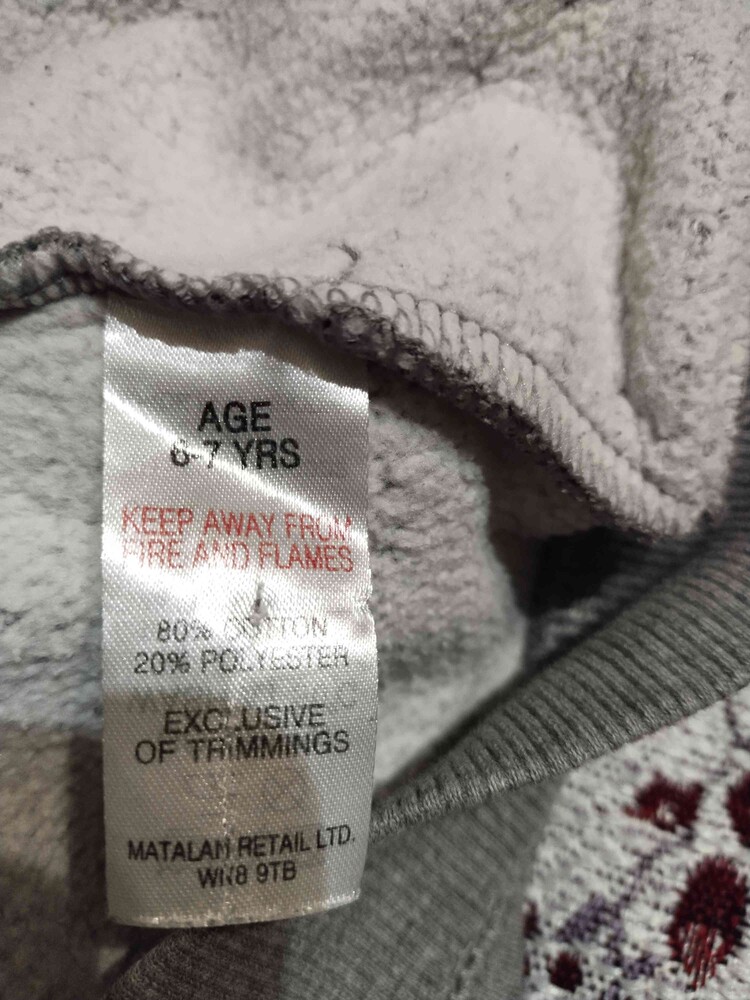 AGE
6-7 YRS
KEEP AWAY FROM
FIRE AND FLAMES
80% COTTON
20% POLYESTER
EXCLUSIVE
OF TRIMMINGS
MATALAN RETAIL LTD.
WN8 9TB